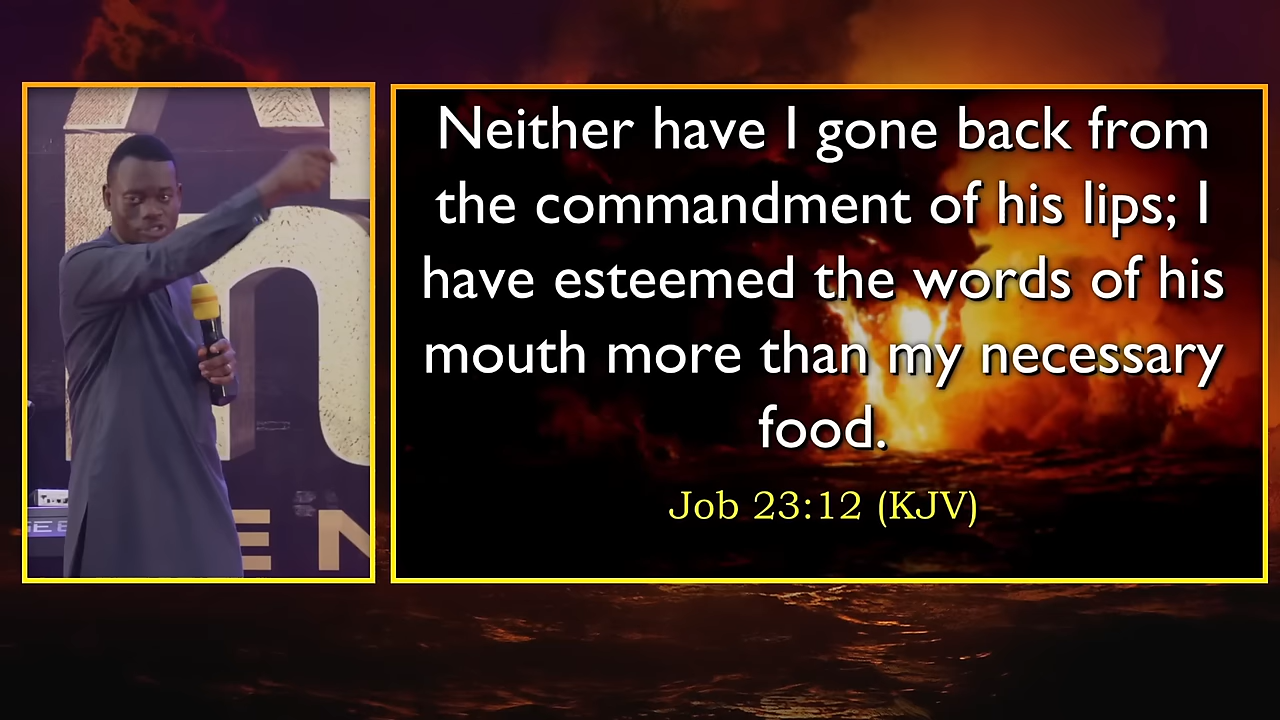 Neither have I gone back from
the commandment of his lips; I
have esteemed the words of his
mouth more than my necessary
food.
Job 23:12 (KJV)
E N